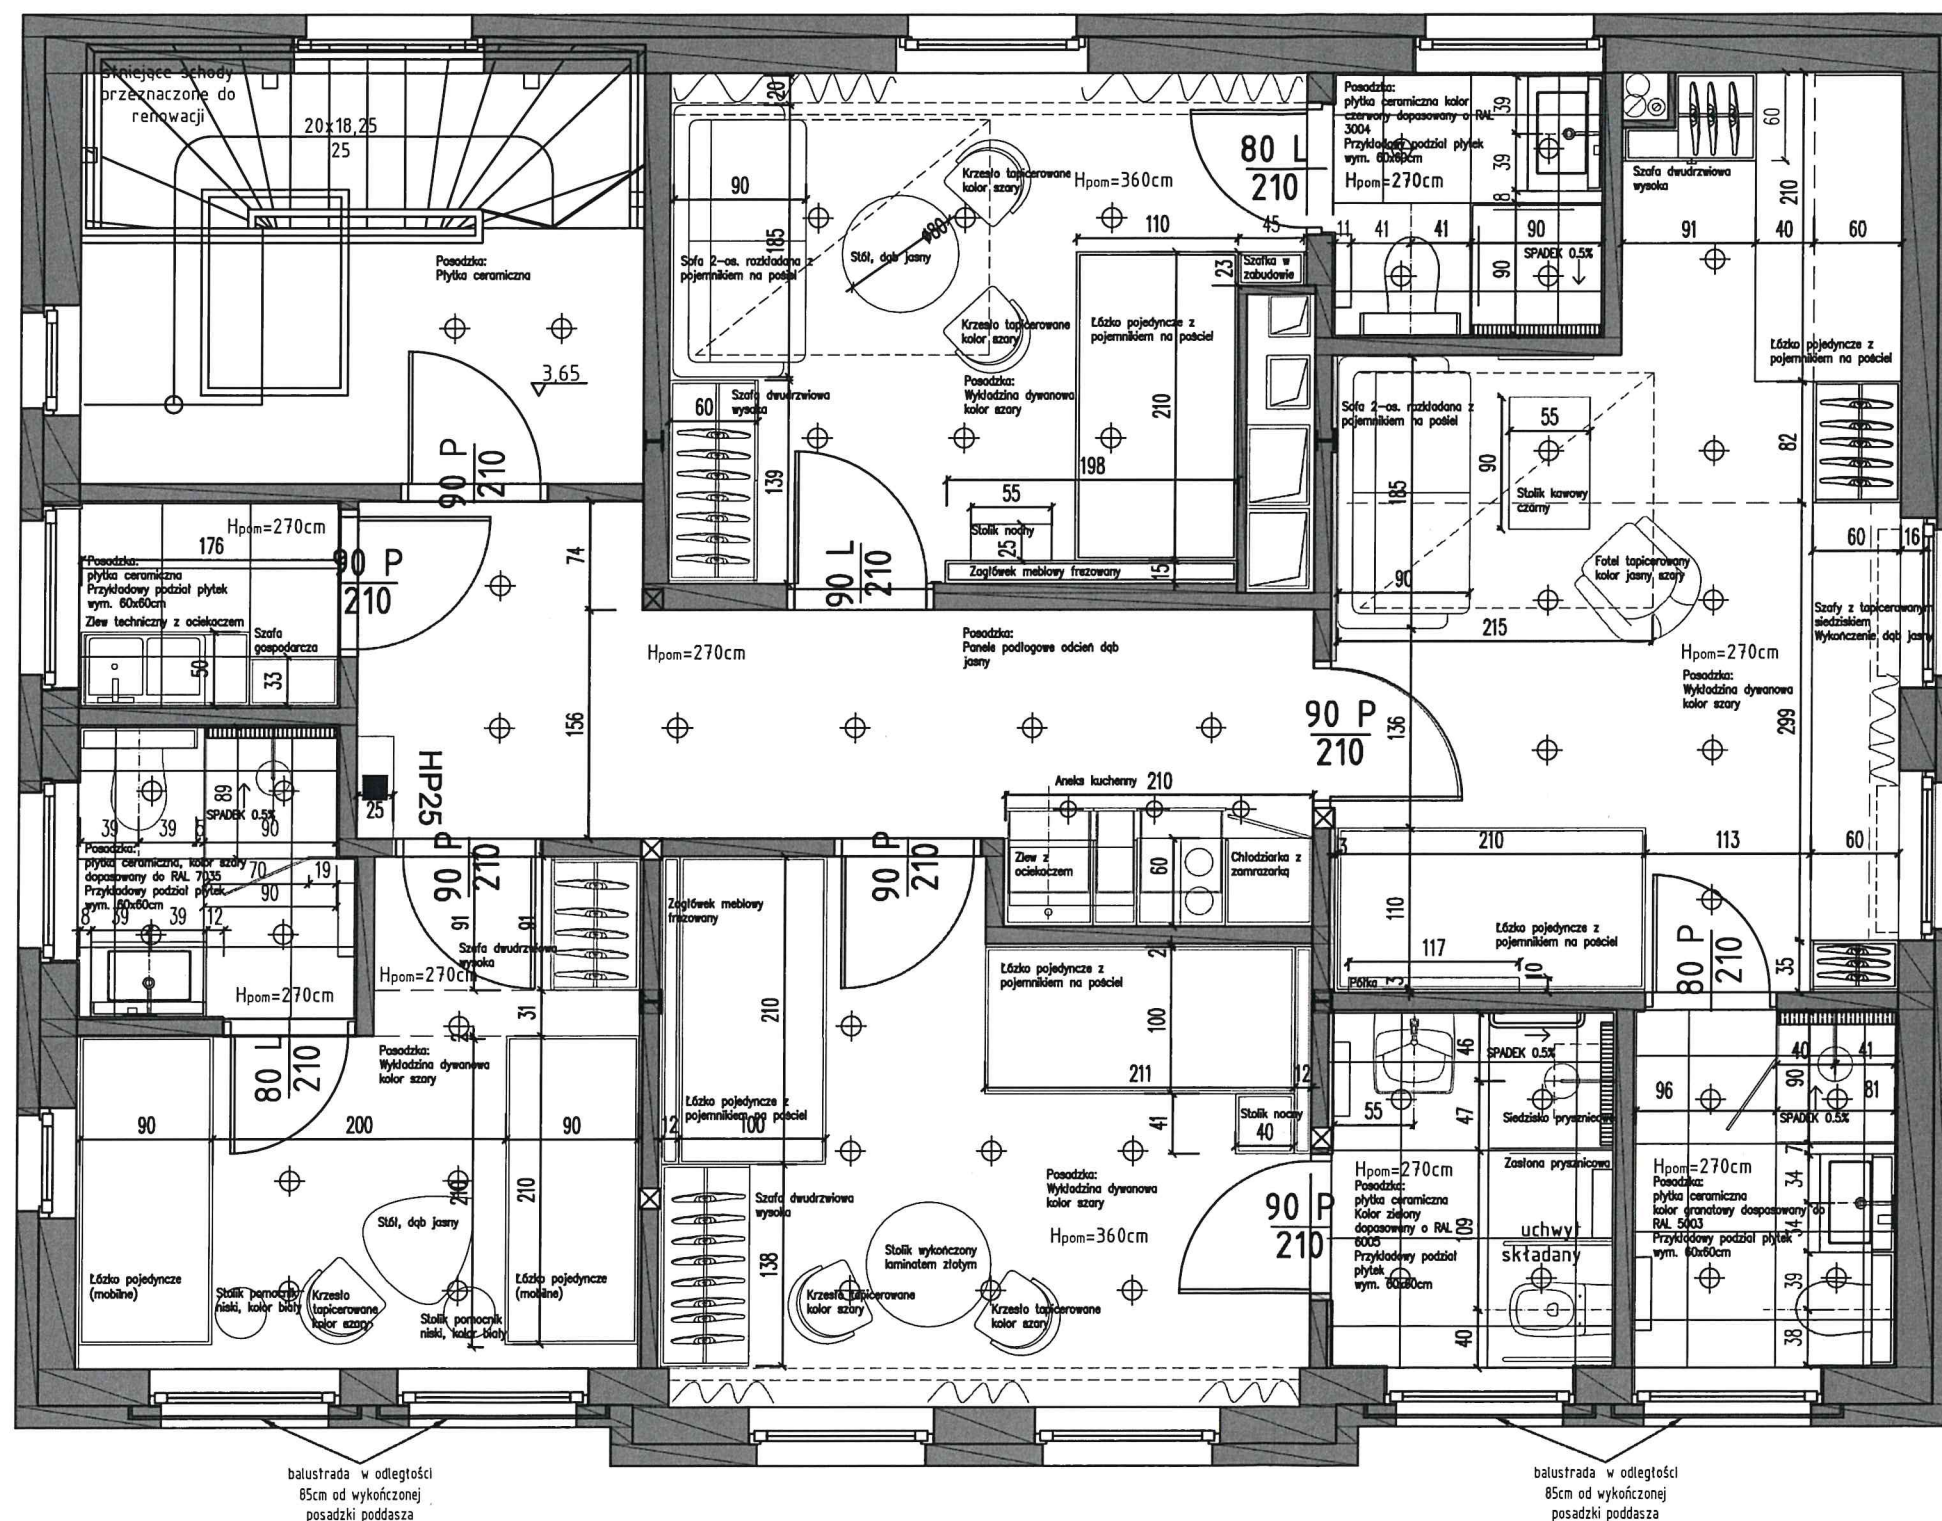 istniejące schody
przeznaczone do
renowacji
20x18,25
25
Posadzka:
Płytka ceramiczna
3,65
90 P
210
Hpom=270cm
176
Posadzka:
płytka ceramiczna
Przykładowy podział płytek
wym. 60x60cm
Zlew techniczny z ociekaczem
Szafa
gospodarcza
50
33
90 P
210
74
156
20
90
185
Sofa 2-os. rozkładana z
pojemnikiem na pościel
Stół, dąb jasny
Krzesło tapicerowane
kolor szary
Hpom=360cm
80 L
210
110
45
23
Szafka w
zabudowie
Krzesło tapicerowane
kolor szary
Łóżko pojedyncze z
pojemnikiem na pościel
Szafa dwudrzwiowa
wysoka
60
139
Posadzka:
Wykładzina dywanowa
kolor szary
210
198
55
Stolik nocny
25
Zagłówek meblowy frezowany
15
90 L
210
Posadzka:
płytka ceramiczna kolor
czerwony dopasowany o RAL
3004
Przykładowy podział płytek
wym. 60x60cm
Hpom=270cm
39
39
8
11
41
41
90
90
SPADEK 0.5%
60
Szafa dwudrzwiowa
wysoka
210
91
40
60
Łóżko pojedyncze z
pojemnikiem na pościel
82
Sofa 2-os. rozkładana z
pojemnikiem na pościel
185
90
55
90
Stolik kawowy
czarny
Fotel tapicerowany
kolor jasny szary
215
60
16
Szafy z tapicerowanym
siedziskiem
Wykończenie dąb jasny
Hpom=270cm
Posadzka:
Wykładzina dywanowa
kolor szary
299
136
90 P
210
Hpom=270cm
Posadzka:
Panele podłogowe odcień dąb
jasny
Aneks kuchenny
210
Zlew z
ociekaczem
60
Chłodziarka z
zamrażarką
HP25
25
3
210
113
60
110
Łóżko pojedyncze z
pojemnikiem na pościel
117
10
Półka
3
35
80 P
210
89
SPADEK 0.5%
39
39
90
Posadzka:
płytka ceramiczna, kolor szary
dopasowany do RAL 7035
Przykładowy podział płytek
wym. 60x60cm
70
19
90
8
39
39
12
Hpom=270cm
90 P
210
91
91
Szafa dwudrzwiowa
wysoka
Hpom=270cm
31
80 L
210
Posadzka:
Wykładzina dywanowa
kolor szary
90
200
90
210
210
Stół, dąb jasny
Łóżko pojedyncze
(mobilne)
Stolik pomocnik
niski, kolor biały
Krzesło
tapicerowane
kolor szary
Stolik pomocnik
niski, kolor biały
Łóżko pojedyncze
(mobilne)
90 P
210
Zagłówek meblowy
frezowany
210
Łóżko pojedyncze z
pojemnikiem na pościel
12
100
Łóżko pojedyncze z
pojemnikiem na pościel
2
100
211
12
41
Stolik nocny
40
Szafa dwudrzwiowa
wysoka
138
Posadzka:
Wykładzina dywanowa
kolor szary
Hpom=360cm
Stolik wykończony
laminatem złotym
Krzesło tapicerowane
kolor szary
Krzesło tapicerowane
kolor szary
90 P
210
46
SPADEK 0.5%
55
47
Siedzisko prysznicowe
Zasłona prysznicowa
Hpom=270cm
Posadzka:
płytka ceramiczna
Kolor zielony
dopasowany o RAL
6005
Przykładowy podział
płytek
wym. 60x60cm
109
uchwyt
składany
40
40
41
96
90
81
SPADEK 0.5%
7
34
34
39
38
Hpom=270cm
Posadzka:
płytka ceramiczna
kolor granatowy dospasowany do
RAL 5003
Przykładowy podział płytek
wym. 60x60cm
balustrada w odległości
85cm od wykończonej
posadzki poddasza
balustrada w odległości
85cm od wykończonej
posadzki poddasza